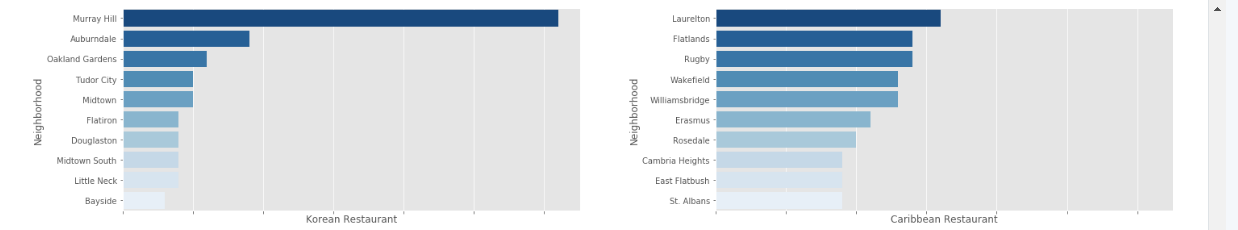 Neighborhood
Murray Hill
Auburndale
Oakland Gardens
Tudor City
Midtown
Flatiron
Douglaston
Midtown South
Little Neck
Bayside
Korean Restaurant
Neighborhood
Laurelton
Flatlands
Rugby
Wakefield
Williamsbridge
Erasmus
Rosedale
Cambria Heights
East Flatbush
St. Albans
Caribbean Restaurant